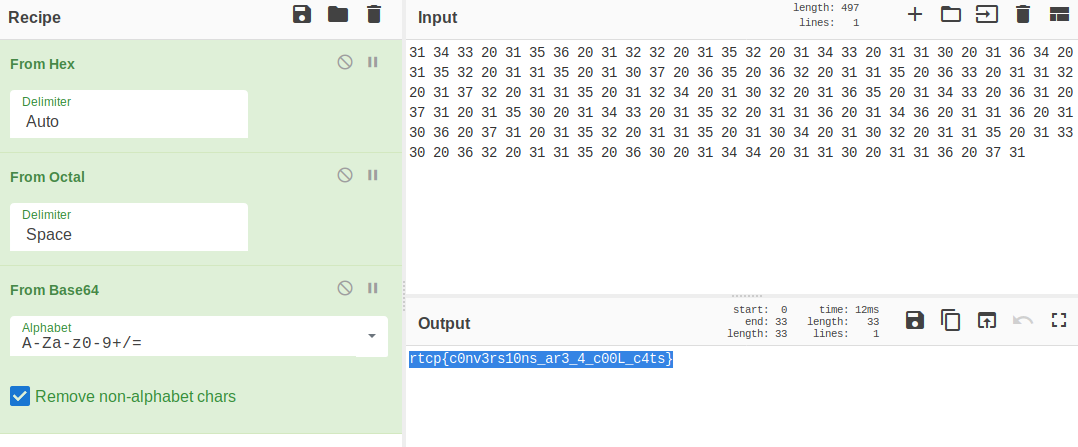 Recipe
From Hex
Delimiter
Auto
From Octal
Delimiter
Space
From Base64
Alphabet
A-Za-z0-9+/=
Remove non-alphabet chars
Input
length: 497
lines: 1
31 34 33 20 31 35 36 20 31 32 32 20 31 35 32 20 31 34 33 20 31 31 30 20 31 36 34 20
31 35 32 20 31 31 35 20 31 30 37 20 36 35 20 36 32 20 31 31 35 20 36 33 20 31 31 32
20 31 37 32 20 31 31 35 20 31 32 34 20 31 30 32 20 31 36 35 20 31 34 33 20 36 31 20
37 31 20 31 35 30 20 31 34 33 20 31 35 32 20 31 31 36 20 31 34 36 20 31 31 36 20 31
30 36 20 37 31 20 31 35 32 20 31 31 35 20 31 30 34 20 31 30 32 20 31 31 35 20 31 33
30 20 36 32 20 31 31 35 20 36 30 20 31 34 34 20 31 31 30 20 31 31 36 20 37 31
Output
start: 0 time: 12ms
end: 33 length: 33
length: 33 lines: 1
rtcp{c0nv3rs10ns_ar3_4_c00L_c4ts}